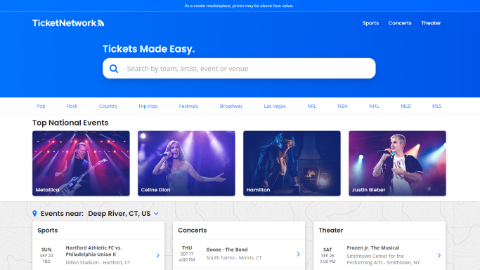 As a resale marketplace, prices may be above face value.
TicketNetwork
Sports Concerts Theater
Tickets Made Easy.
Search by team, artist, event or venue
Pop Rock Country Hip Hop Festivals Broadway Las Vegas NFL NBA NHL MLB MLS
Top National Events
Metallica
Celine Dion
Hamilton
Justin Bieber
Events near: Deep River, CT, US
Sports
SUN
SEP 20
TBD
Hartford Athletic FC vs.
Philadelphia Union II
Dillon Stadium - Hartford, CT
Concerts
THU
SEP 17
4:00 PM
Goose - The Band
South Farms - Morris, CT
Theater
SAT
SEP 26
2:00 PM
Frozen Jr. The Musical
Smithtown Center for the
Performing Arts - Smithtown, NY